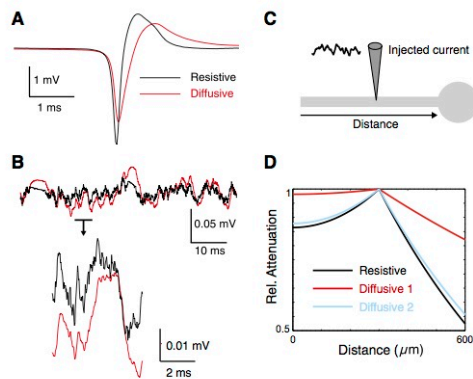 A
1 mV
1 ms
Resistive
Diffusive
B
0.05 mV
10 ms
0.01 mV
2 ms
C
Injected current
Distance
D
Rel. Attenuation
1
0.5
0
600
Distance (μm)
Resistive
Diffusive 1
Diffusive 2
300